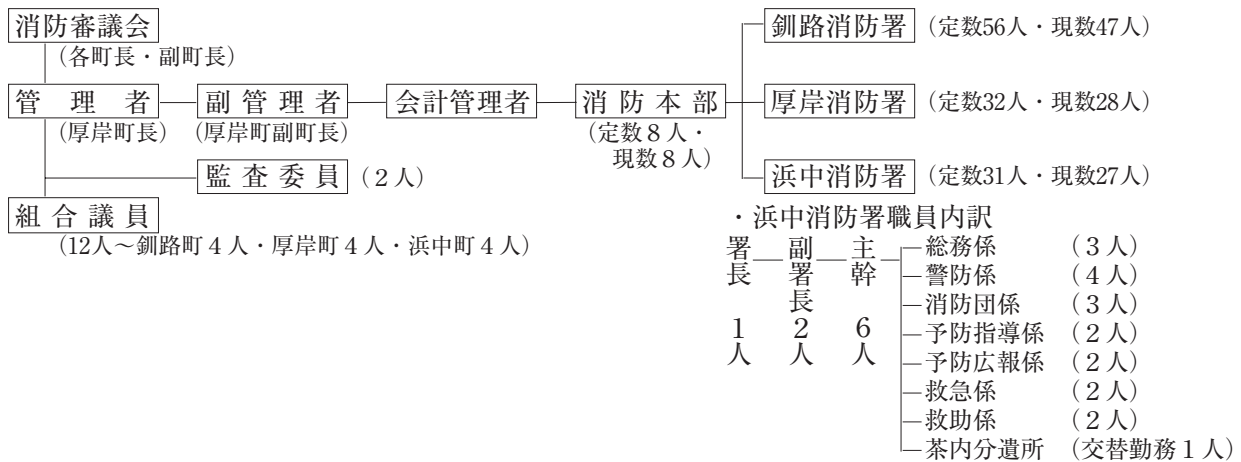 消防審議会
(各町長・副町長)
管理者
(厚岸町長)
副管理者
(厚岸町副町長)
会計管理者
消防本部
(定数8人・
現数8人)
釧路消防署 (定数56人・現数47人)
厚岸消防署 (定数32人・現数28人)
浜中消防署 (定数31人・現数27人)
監査委員 (2人)
組合議員
(12人～釧路町4人・厚岸町4人・浜中町4人)
・浜中消防署職員内訳
署長 1人
副署長 2人
主幹 6人
総務係 (3人)
警防係 (4人)
消防団係 (3人)
予防指導係 (2人)
予防広報係 (2人)
救急係 (2人)
救助係 (2人)
茶内分遣所 (交替勤務1人)